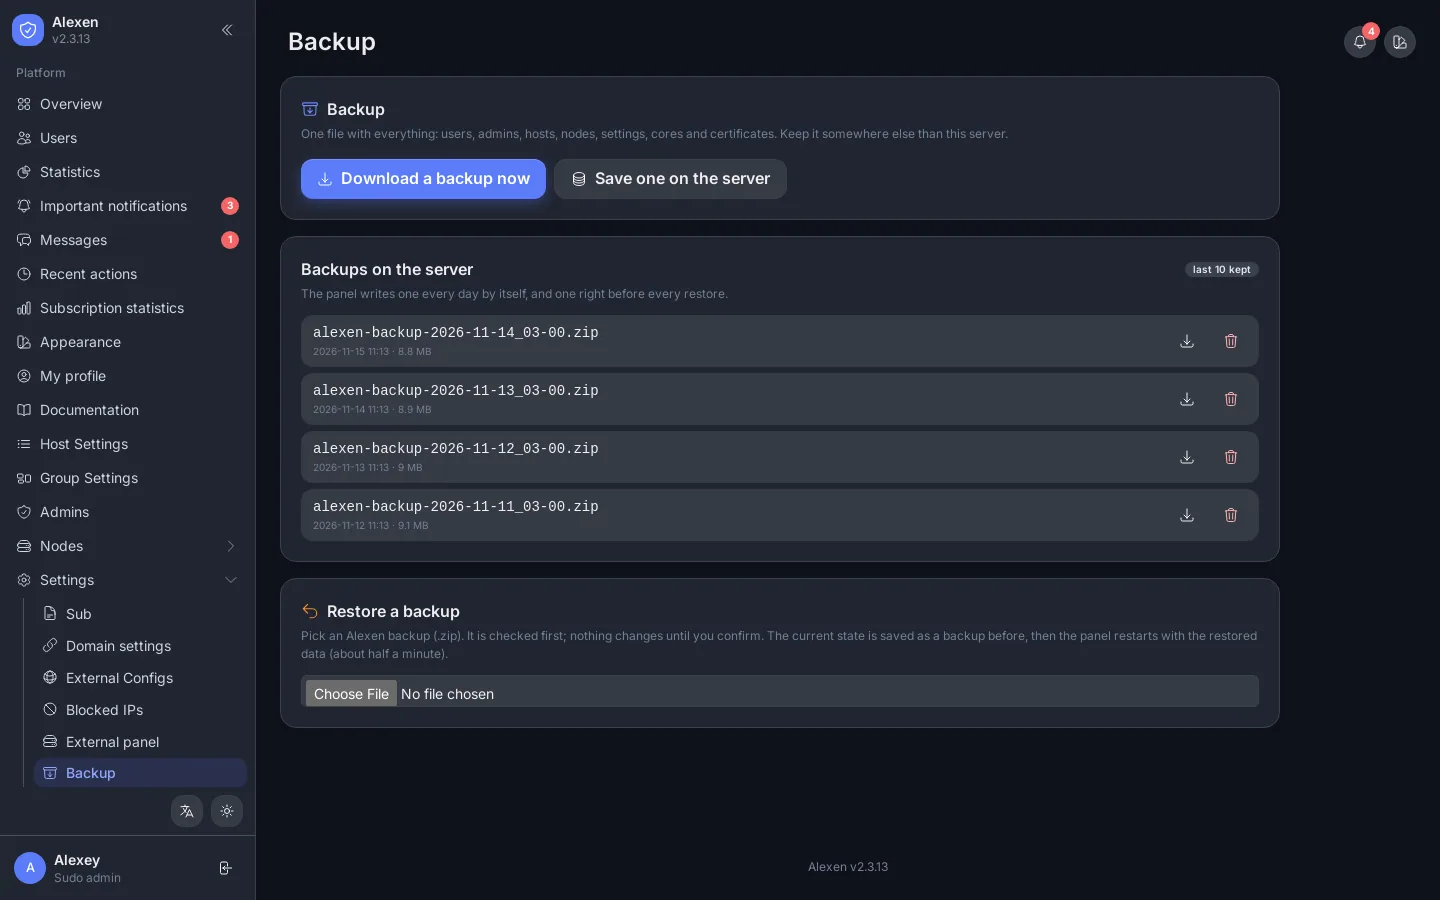 Alexen
v2.3.13
Platform
Overview
Users
Statistics
Important notifications 3
Messages 1
Recent actions
Subscription statistics
Appearance
My profile
Documentation
Host Settings
Group Settings
Admins
Nodes
Settings
Sub
Domain settings
External Configs
Blocked IPs
External panel
Backup
A
Alexey
Sudo admin
Backup
4
Backup
One file with everything: users, admins, hosts, nodes, settings, cores and certificates. Keep it somewhere else than this server.
Download a backup now
Save one on the server
Backups on the server
last 10 kept
The panel writes one every day by itself, and one right before every restore.
alexen-backup-2026-11-14_03-00.zip
2026-11-15 11:13 · 8.8 MB
alexen-backup-2026-11-13_03-00.zip
2026-11-14 11:13 · 8.9 MB
alexen-backup-2026-11-12_03-00.zip
2026-11-13 11:13 · 9 MB
alexen-backup-2026-11-11_03-00.zip
2026-11-12 11:13 · 9.1 MB
Restore a backup
Pick an Alexen backup (.zip). It is checked first; nothing changes until you confirm. The current state is saved as a backup before, then the panel restarts with the restored
data (about half a minute).
Choose File No file chosen
Alexen v2.3.13